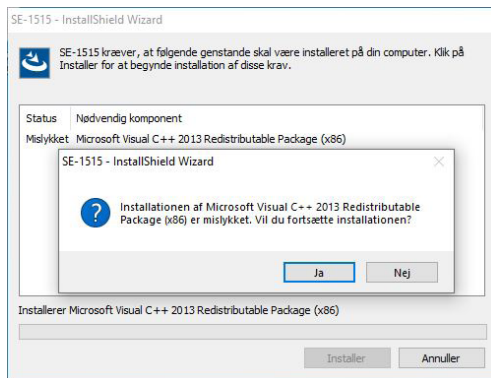 SE-1515 - InstallShield Wizard
SE-1515 kræver, at følgende genstande skal være installeret på din computer. Klik på
Installer for at begynde installation af disse krav.
Status Nødvendig komponent
Mislykket Microsoft Visual C++ 2013 Redistributable Package (x86)
SE-1515 - InstallShield Wizard
Installationen af Microsoft Visual C++ 2013 Redistributable
Package (x86) er mislykket. Vil du fortsætte installationen?
Ja Nej
Installerer Microsoft Visual C++ 2013 Redistributable Package (x86)
Installer Annuller